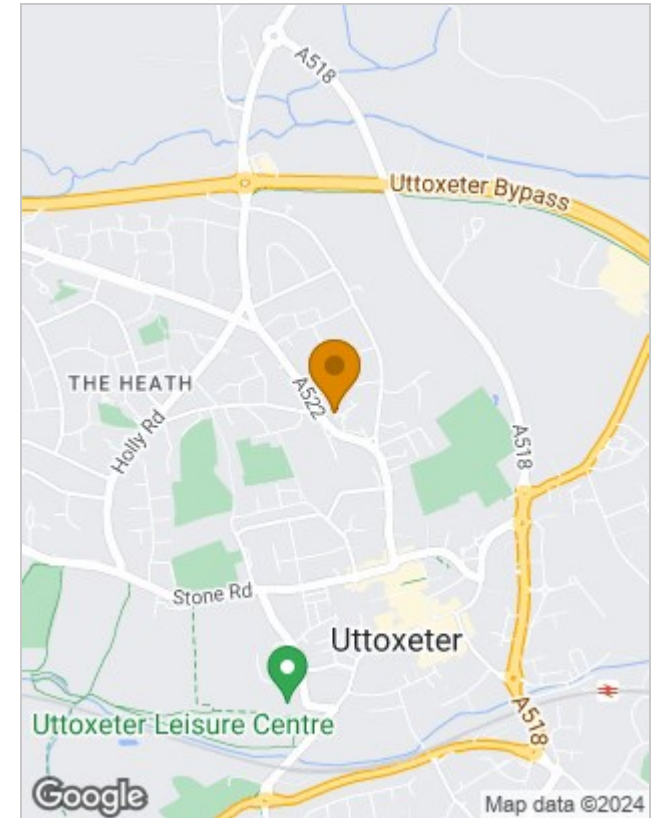 A518
Uttoxeter Bypass
THE HEATH
A522
Holly Rd
A518
Stone Rd
Uttoxeter
Uttoxeter Leisure Centre
A518
Google
Map data ©2024